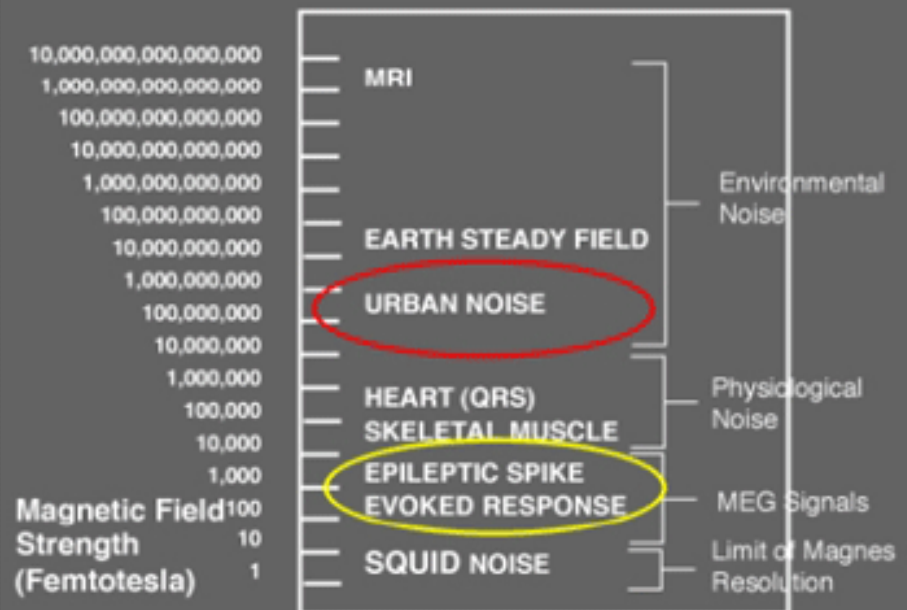 10,000,000,000,000,000
1,000,000,000,000,000
100,000,000,000,000
10,000,000,000,000
1,000,000,000,000
100,000,000,000
10,000,000,000
1,000,000,000
100,000,000
10,000,000
1,000,000
100,000
10,000
1,000
100
10
1
Magnetic Field
Strength
(Femtotesla)
MRI
EARTH STEADY FIELD
URBAN NOISE
HEART (QRS)
SKELETAL MUSCLE
EPILEPTIC SPIKE
EVOKED RESPONSE
SQUID NOISE
Environmental
Noise
Physiological
Noise
MEG Signals
Limit of Magnes
Resolution